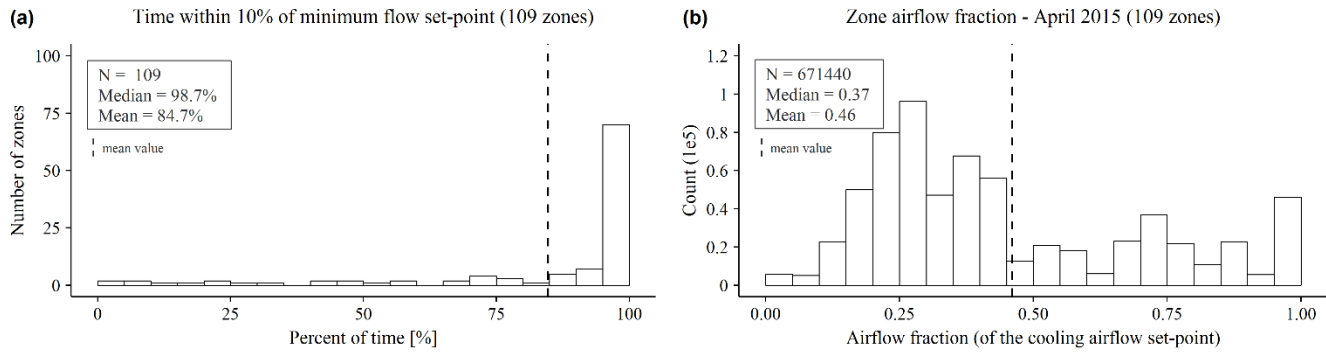 (a)
Time within 10% of minimum flow set-point (109 zones)
N = 109
Median = 98.7%
Mean = 84.7%
mean value
Number of zones
100
75
50
25
0
0 25 50 75 100
Percent of time [%]
(b)
Zone airflow fraction - April 2015 (109 zones)
N = 671440
Median = 0.37
Mean = 0.46
mean value
Count (1e5)
1.2
1
0.8
0.6
0.4
0.2
0
0.00 0.25 0.50 0.75 1.00
Airflow fraction (of the cooling airflow set-point)